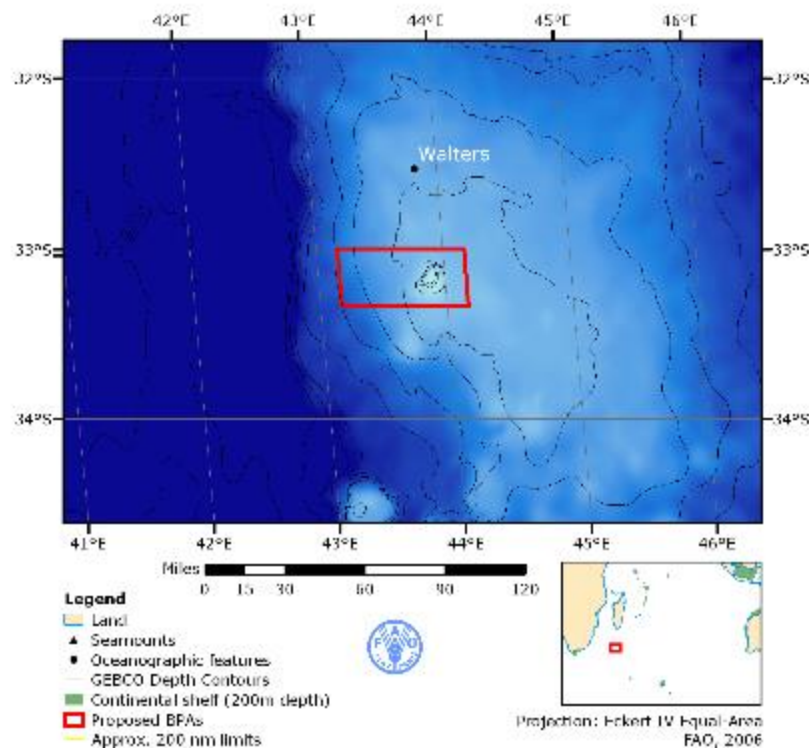 42°E 43°E 44°E 45°E 46°E
32°S 32°S
Walters
33°S 33°S
34°S 34°S
41°E 42°E 43°E 44°E 45°E 46°E
Miles
0 15 30 60 90 120
Legend
Land
Seamounts
Oceanographic features
GEBCO Depth Contours
Continental shelf (200m depth)
Proposed BPAs
Approx. 200 nm limits
FAO
Projection: Eckert IV Equal-Area
FAO, 2006